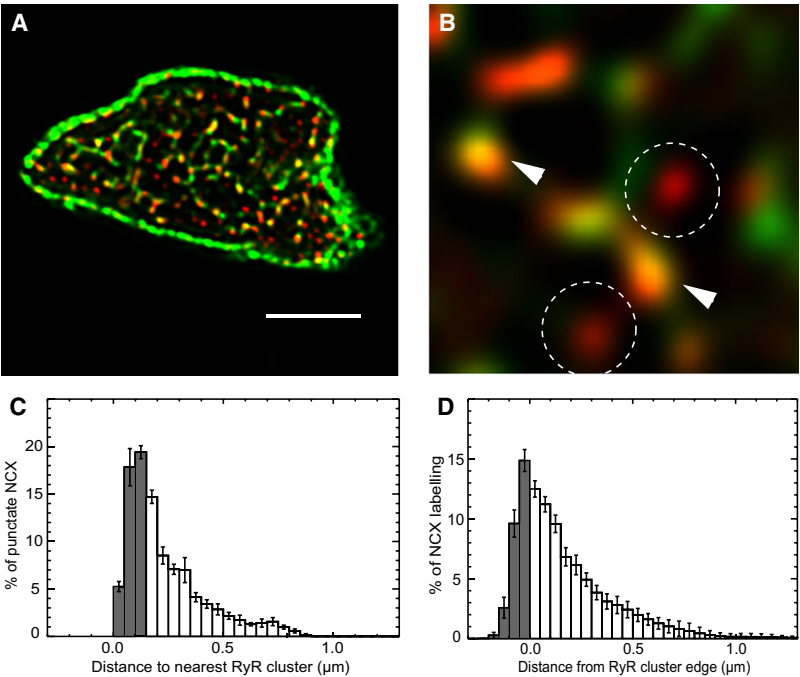 A
B
C
% of punctate NCX
20
15
10
5
0
0.0 0.5 1.0
Distance to nearest RyR cluster (μm)
D
% of NCX labelling
15
10
5
0
0.0 0.5 1.0
Distance from RyR cluster edge (μm)